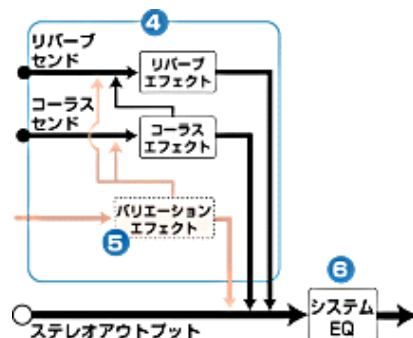 4
リバーブ
センド
リバーブ
エフェクト
コーラス
センド
コーラス
エフェクト
バリエーション
エフェクト
5
6
システム
EQ
ステレオアウトプット